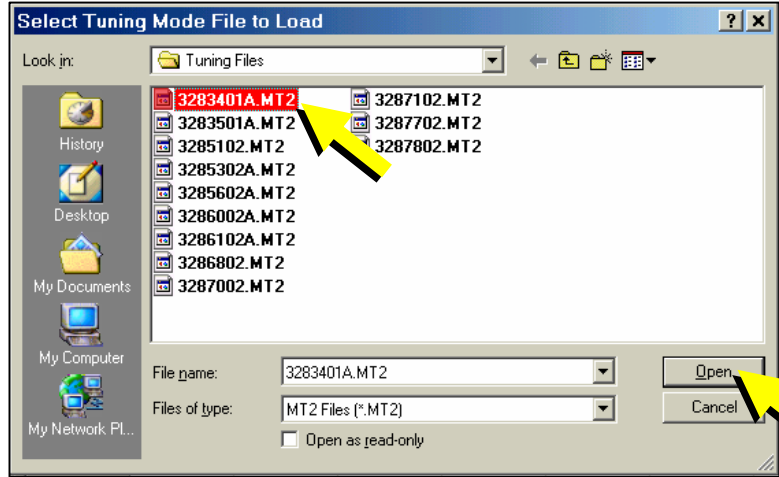 Select Tuning Mode File to Load
Look in: Tuning Files
History
Desktop
My Documents
My Computer
My Network Pl...
3283401A.MT2
3283501A.MT2
3285102.MT2
3285302A.MT2
3285602A.MT2
3286002A.MT2
3286102A.MT2
3286802.MT2
3287002.MT2
3287102.MT2
3287702.MT2
3287802.MT2
File name: 3283401A.MT2 Open
Files of type: MT2 Files (*.MT2) Cancel
Open as read-only